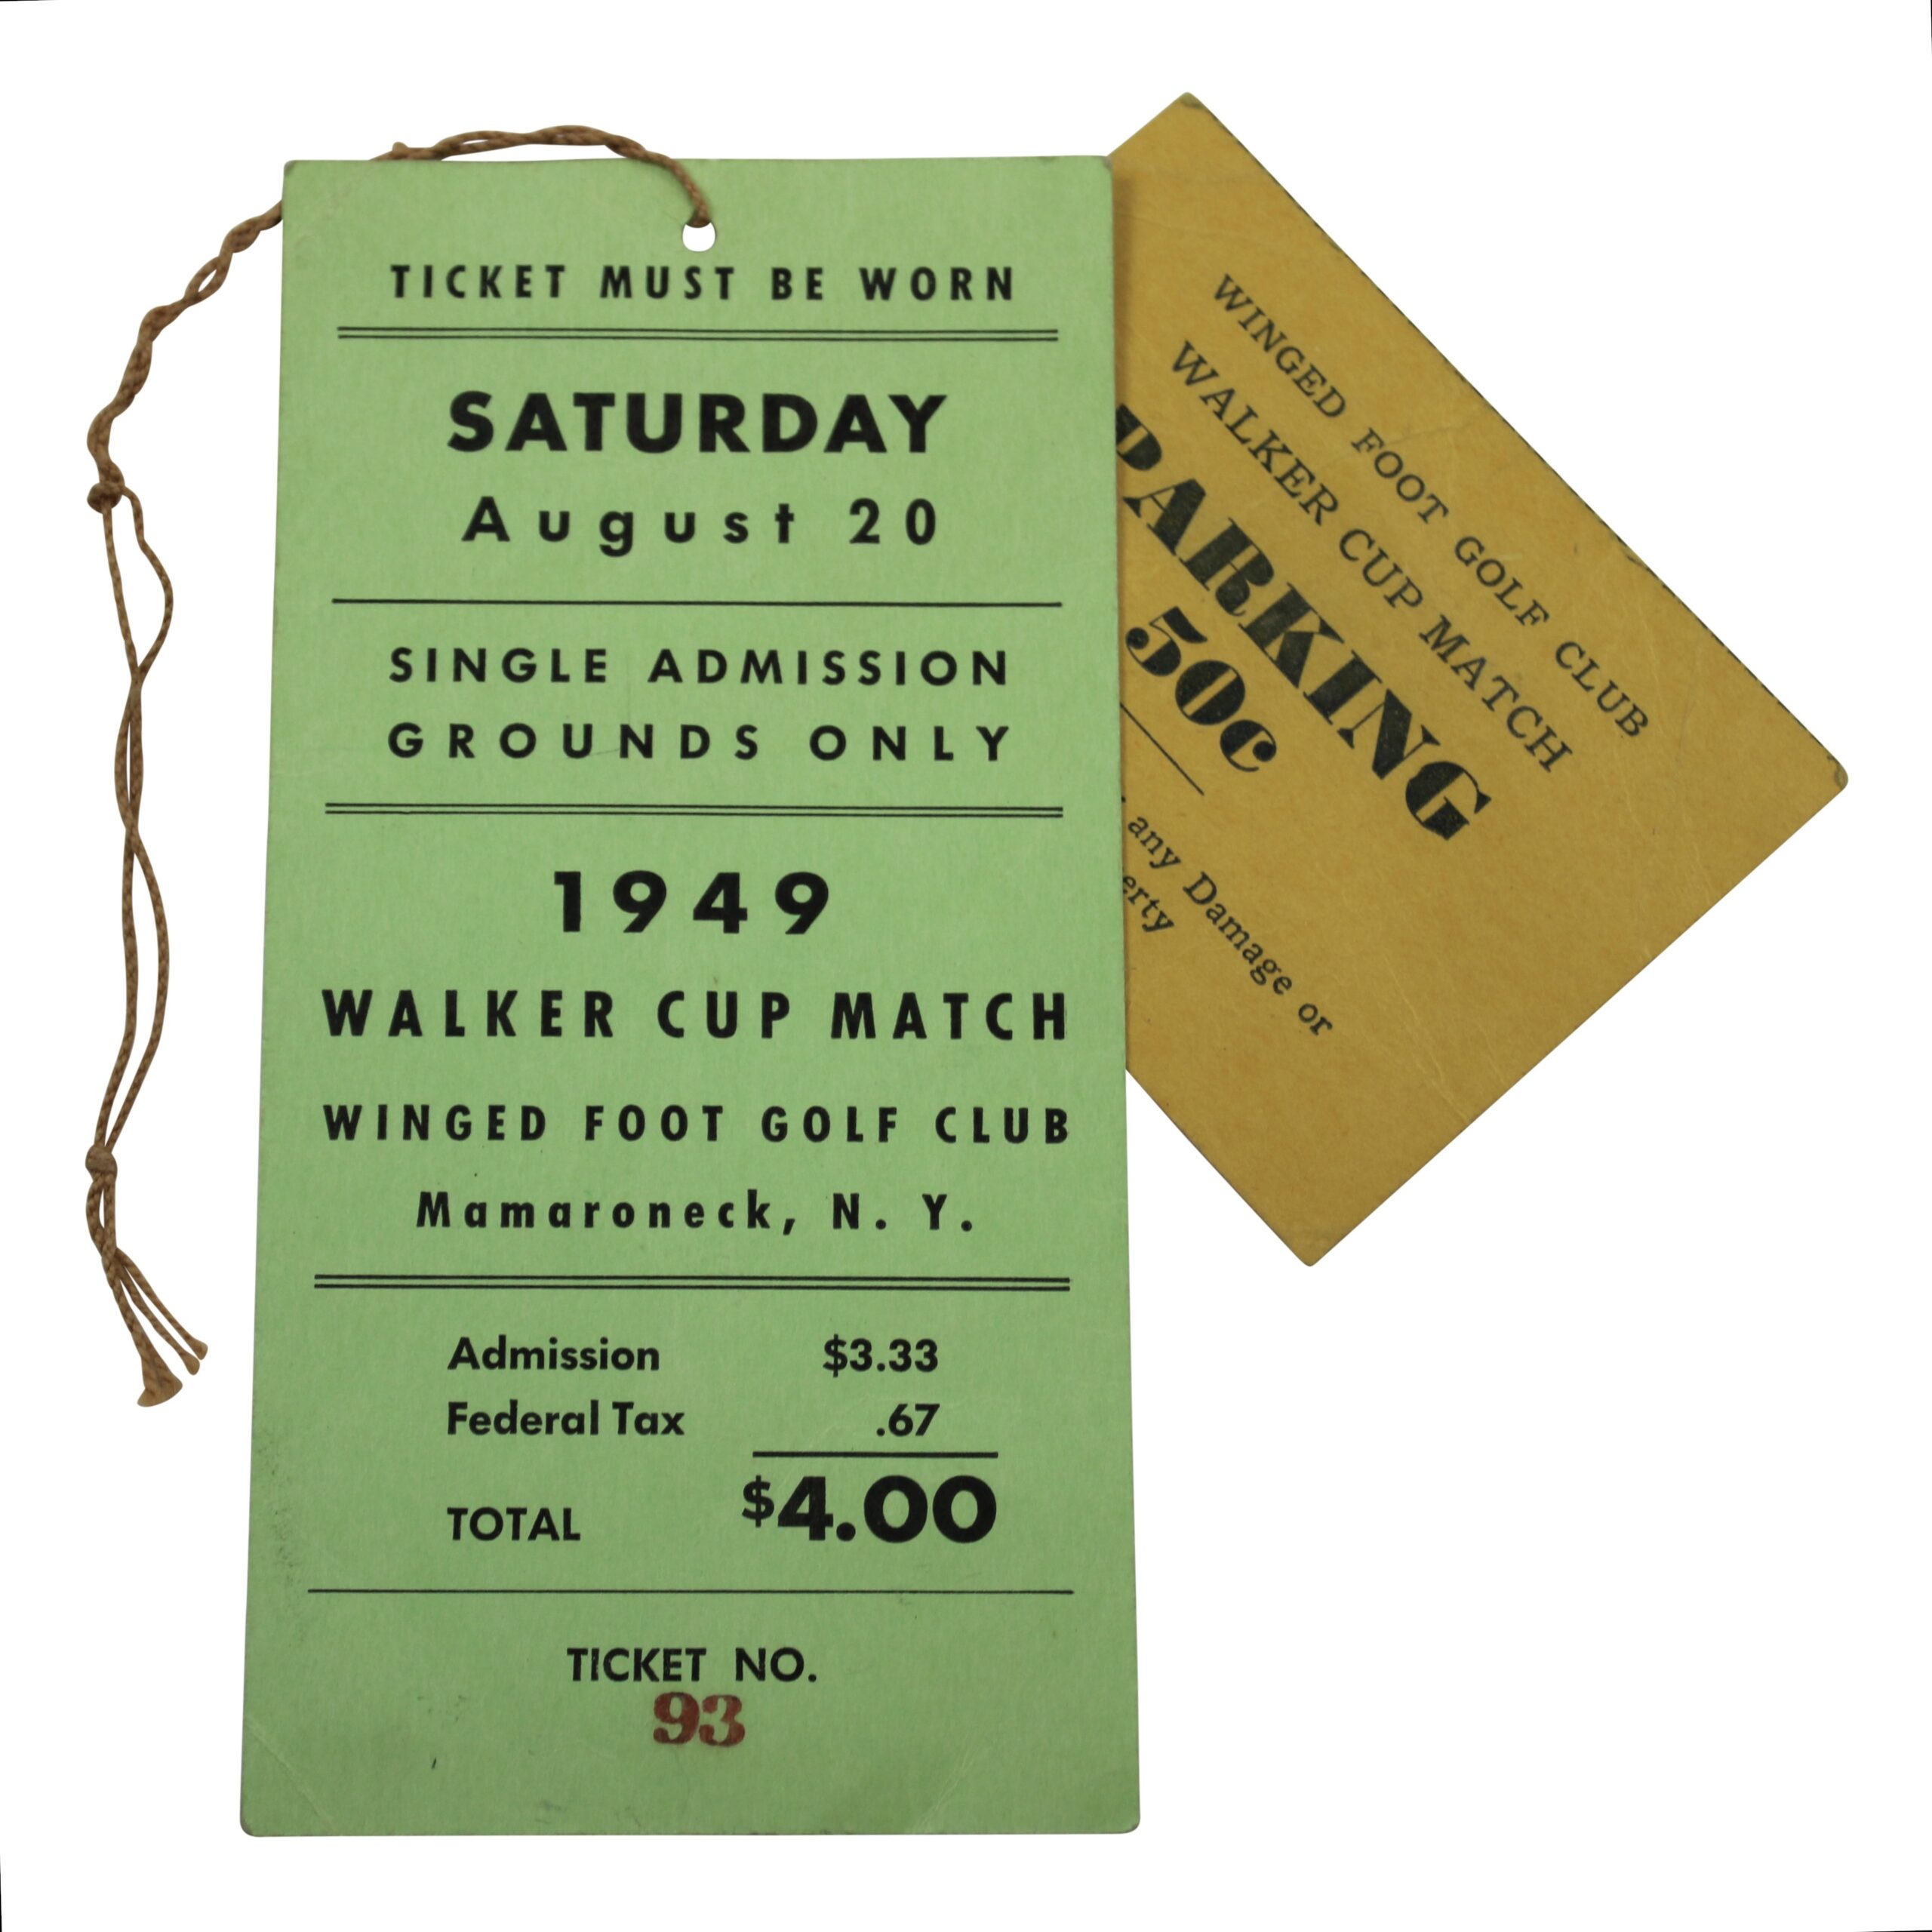 TICKET MUST BE WORN
SATURDAY
August 20
SINGLE ADMISSION
GROUNDS ONLY
1949
WALKER CUP MATCH
WINGED FOOT GOLF CLUB
Mamaroneck, N. Y.
Admission $3.33
Federal Tax .67
TOTAL $4.00
TICKET NO.
93
WINGED FOOT GOLF CLUB
WALKER CUP MATCH
PARKING
50c
any Damage or